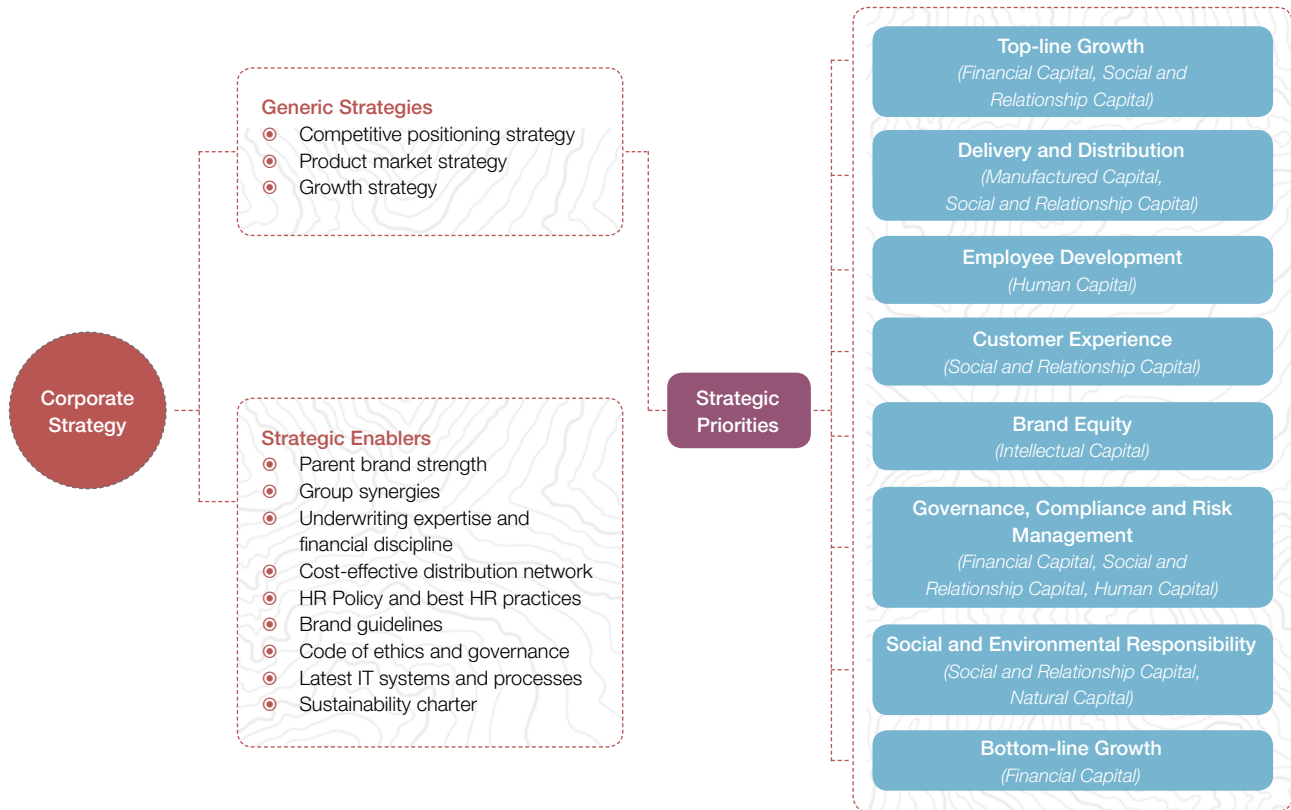 Corporate
Strategy
Generic Strategies
Competitive positioning strategy
Product market strategy
Growth strategy
Strategic Enablers
Parent brand strength
Group synergies
Underwriting expertise and
financial discipline
Cost-effective distribution network
HR Policy and best HR practices
Brand guidelines
Code of ethics and governance
Latest IT systems and processes
Sustainability charter
Strategic
Priorities
Top-line Growth
(Financial Capital, Social and
Relationship Capital)
Delivery and Distribution
(Manufactured Capital,
Social and Relationship Capital)
Employee Development
(Human Capital)
Customer Experience
(Social and Relationship Capital)
Brand Equity
(Intellectual Capital)
Governance, Compliance and Risk
Management
(Financial Capital, Social and
Relationship Capital, Human Capital)
Social and Environmental Responsibility
(Social and Relationship Capital,
Natural Capital)
Bottom-line Growth
(Financial Capital)